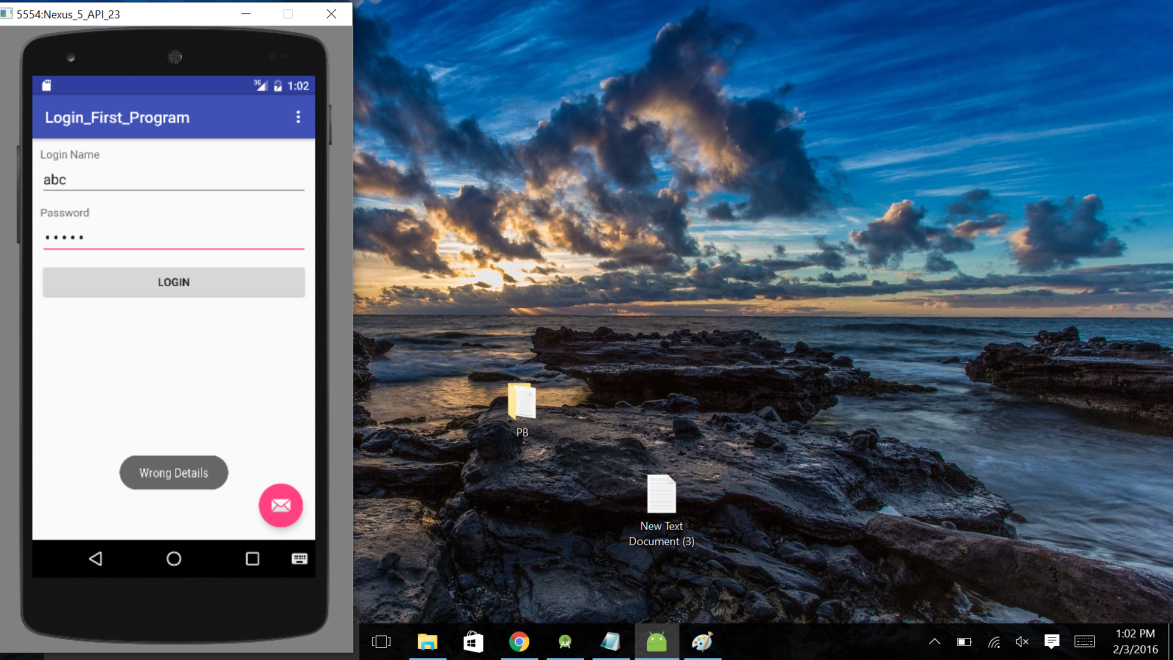 5554:Nexus_5_API_23
3G 1:02
Login_First_Program
Login Name
abc
Password
•••••
LOGIN
Wrong Details
PB
New Text
Document (3)
1:02 PM
2/3/2016